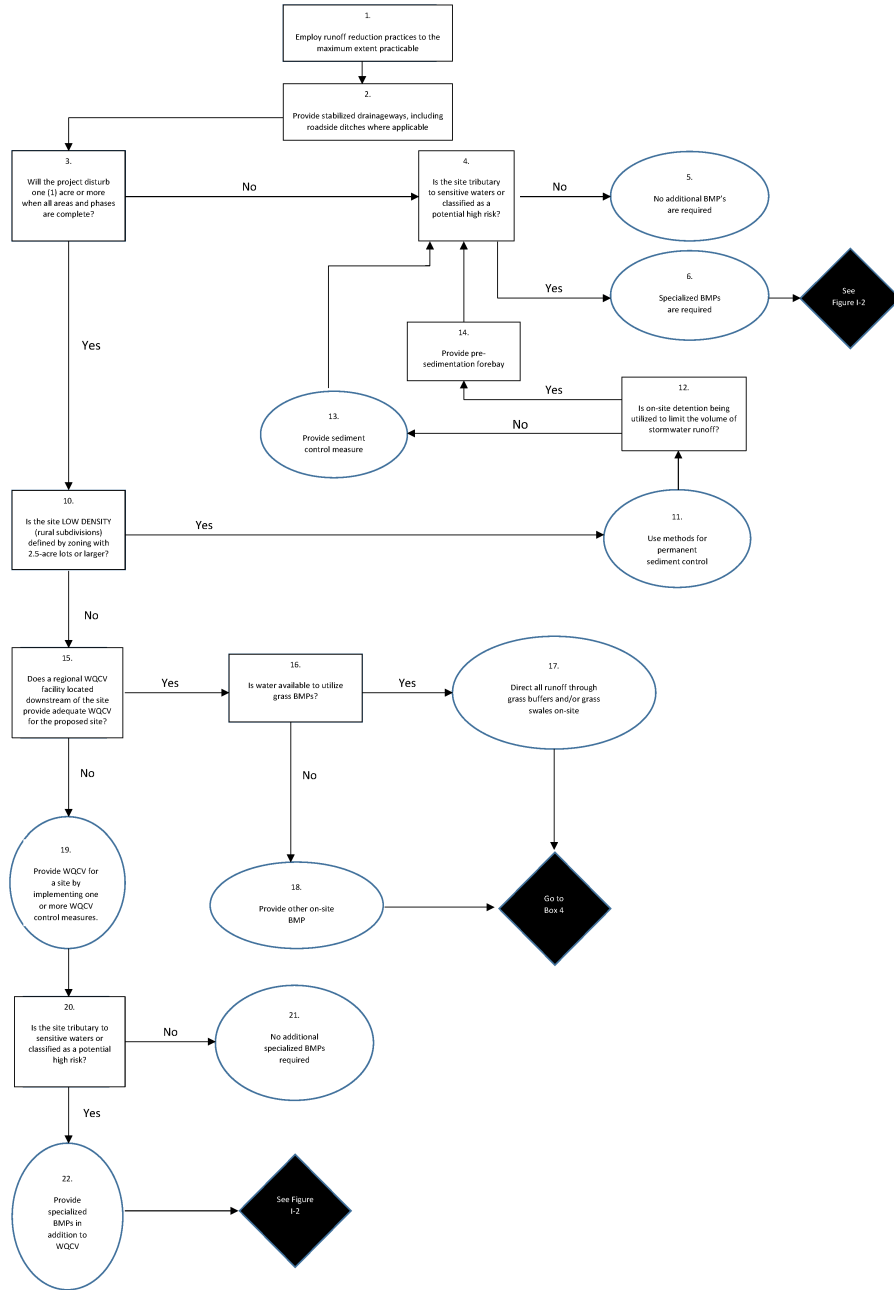 1.
Employ runoff reduction practices to the
maximum extent practicable
2.
Provide stabilized drainageways, including
roadside ditches where applicable
3.
Will the project disturb
one (1) acre or more
when all areas and phases
are complete?
No
4.
Is the site tributary
to sensitive waters or
classified as a
potential high risk?
No
5.
No additional BMP's
are required
Yes
6.
Specialized BMPs
are required
See
Figure I-2
Yes
14.
Provide pre-
sedimentation forebay
Yes
12.
Is on-site detention being
utilized to limit the volume of
stormwater runoff?
No
13.
Provide sediment
control measure
10.
Is the site LOW DENSITY
(rural subdivisions)
defined by zoning with
2.5-acre lots or larger?
Yes
11.
Use methods for
permanent
sediment control
No
15.
Does a regional WQCV
facility located
downstream of the site
provide adequate WQCV
for the proposed site?
Yes
16.
Is water available to utilize
grass BMPs?
Yes
17.
Direct all runoff through
grass buffers and/or grass
swales on-site
No
No
19.
Provide WQCV for
a site by
implementing one
or more WQCV
control measures.
18.
Provide other on-site
BMP
Go to
Box 4
20.
Is the site tributary to
sensitive waters or
classified as a potential
high risk?
No
21.
No additional
specialized BMPs
required
Yes
22.
Provide
specialized
BMPs in
addition to
WQCV
See Figure
I-2